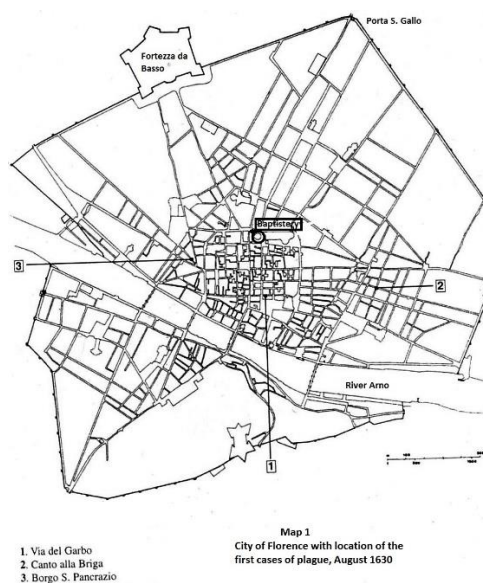 Porta S. Gallo
Fortezza da
Basso
Baptistery
3
2
River Arno
1
Map 1
City of Florence with location of the
first cases of plague, August 1630
1. Via del Garbo
2. Canto alla Briga
3. Borgo S. Pancrazio